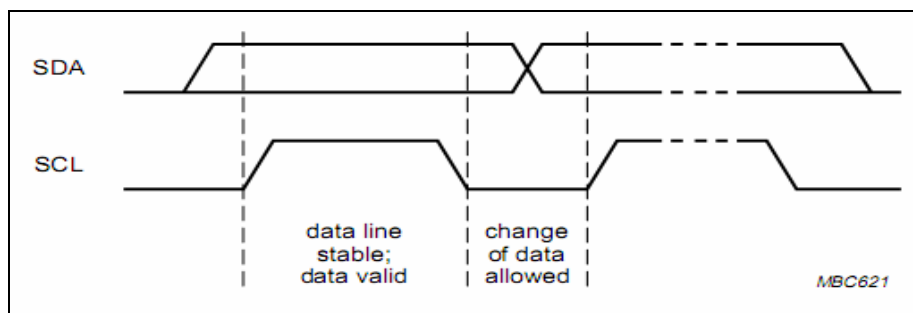 SDA
SCL
data line
stable;
data valid
change
of data
allowed
MBC621